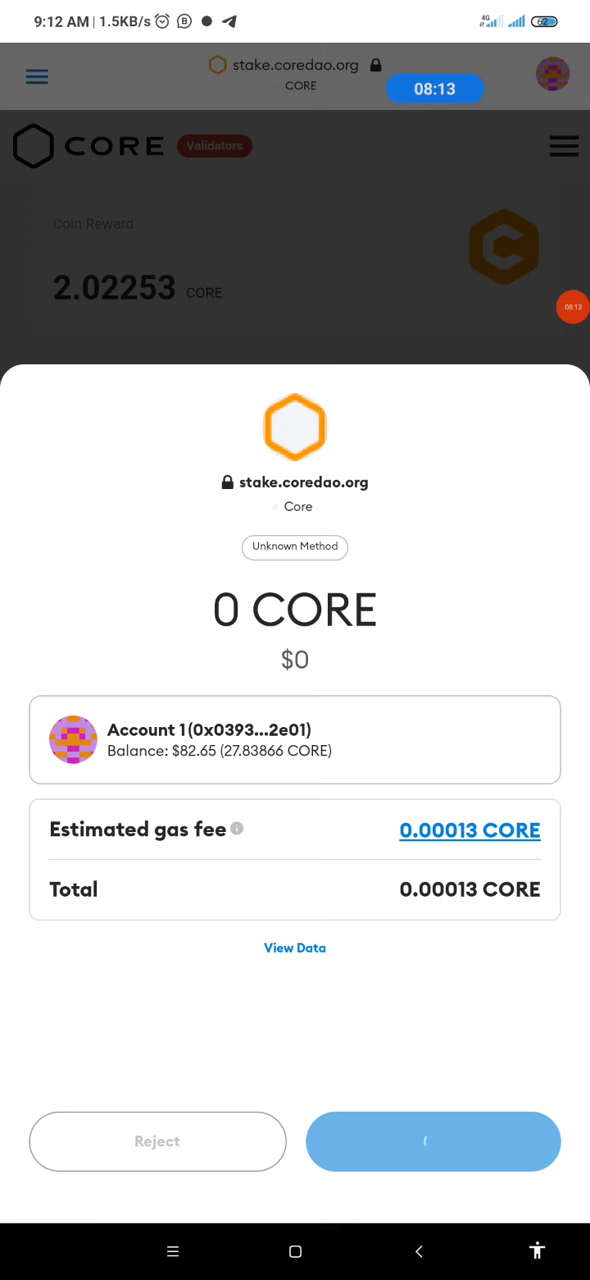 9:12 AM | 1.5KB/s
4G
62
stake.coredao.org
CORE
08:13
CORE
Validators
Coin Reward
2.02253 CORE
08:13
stake.coredao.org
Core
Unknown Method
0 CORE
$0
Account 1 (0x0393...2e01)
Balance: $82.65 (27.83866 CORE)
Estimated gas fee
0.00013 CORE
Total
0.00013 CORE
View Data
Reject